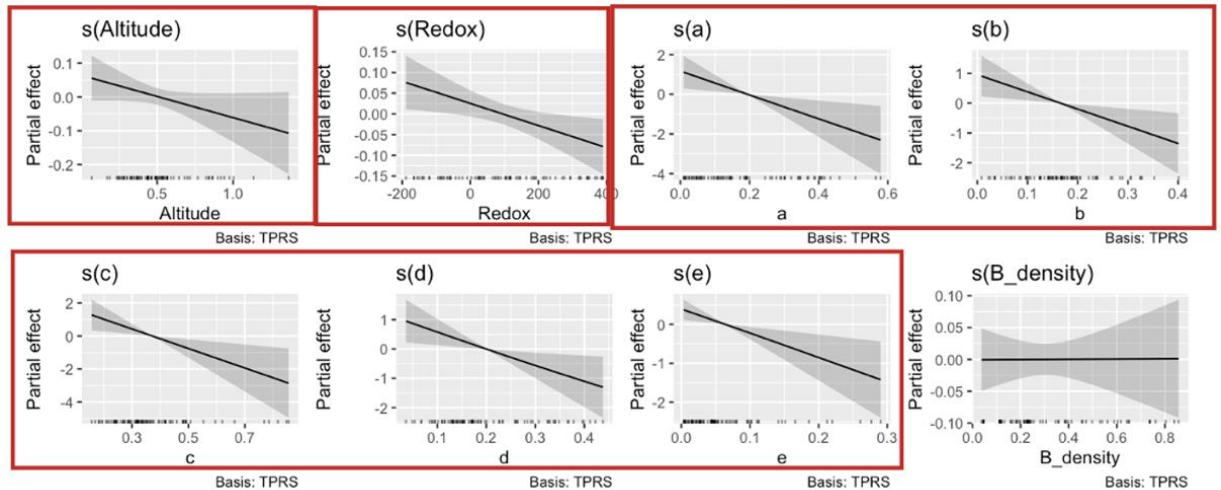 s(Altitude)
Partial effect
0.1
0.0
-0.1
-0.2
0.5 1.0
Altitude
Basis: TPRS
s(Redox)
Partial effect
0.15
0.10
0.05
0.00
-0.05
-0.10
-0.15
-200 0 200 400
Redox
Basis: TPRS
s(a)
Partial effect
2
0
-2
-4
0.0 0.2 0.4 0.6
a
Basis: TPRS
s(b)
Partial effect
1
0
-1
-2
0.0 0.1 0.2 0.3 0.4
b
Basis: TPRS
s(c)
Partial effect
2
0
-2
-4
0.3 0.5 0.7
c
Basis: TPRS
s(d)
Partial effect
1
0
-1
-2
0.1 0.2 0.3 0.4
d
Basis: TPRS
s(e)
Partial effect
0
-1
-2
0.0 0.1 0.2 0.3
e
Basis: TPRS
s(B_density)
Partial effect
0.10
0.05
0.00
-0.05
-0.10
0.0 0.2 0.4 0.6 0.8
B_density
Basis: TPRS